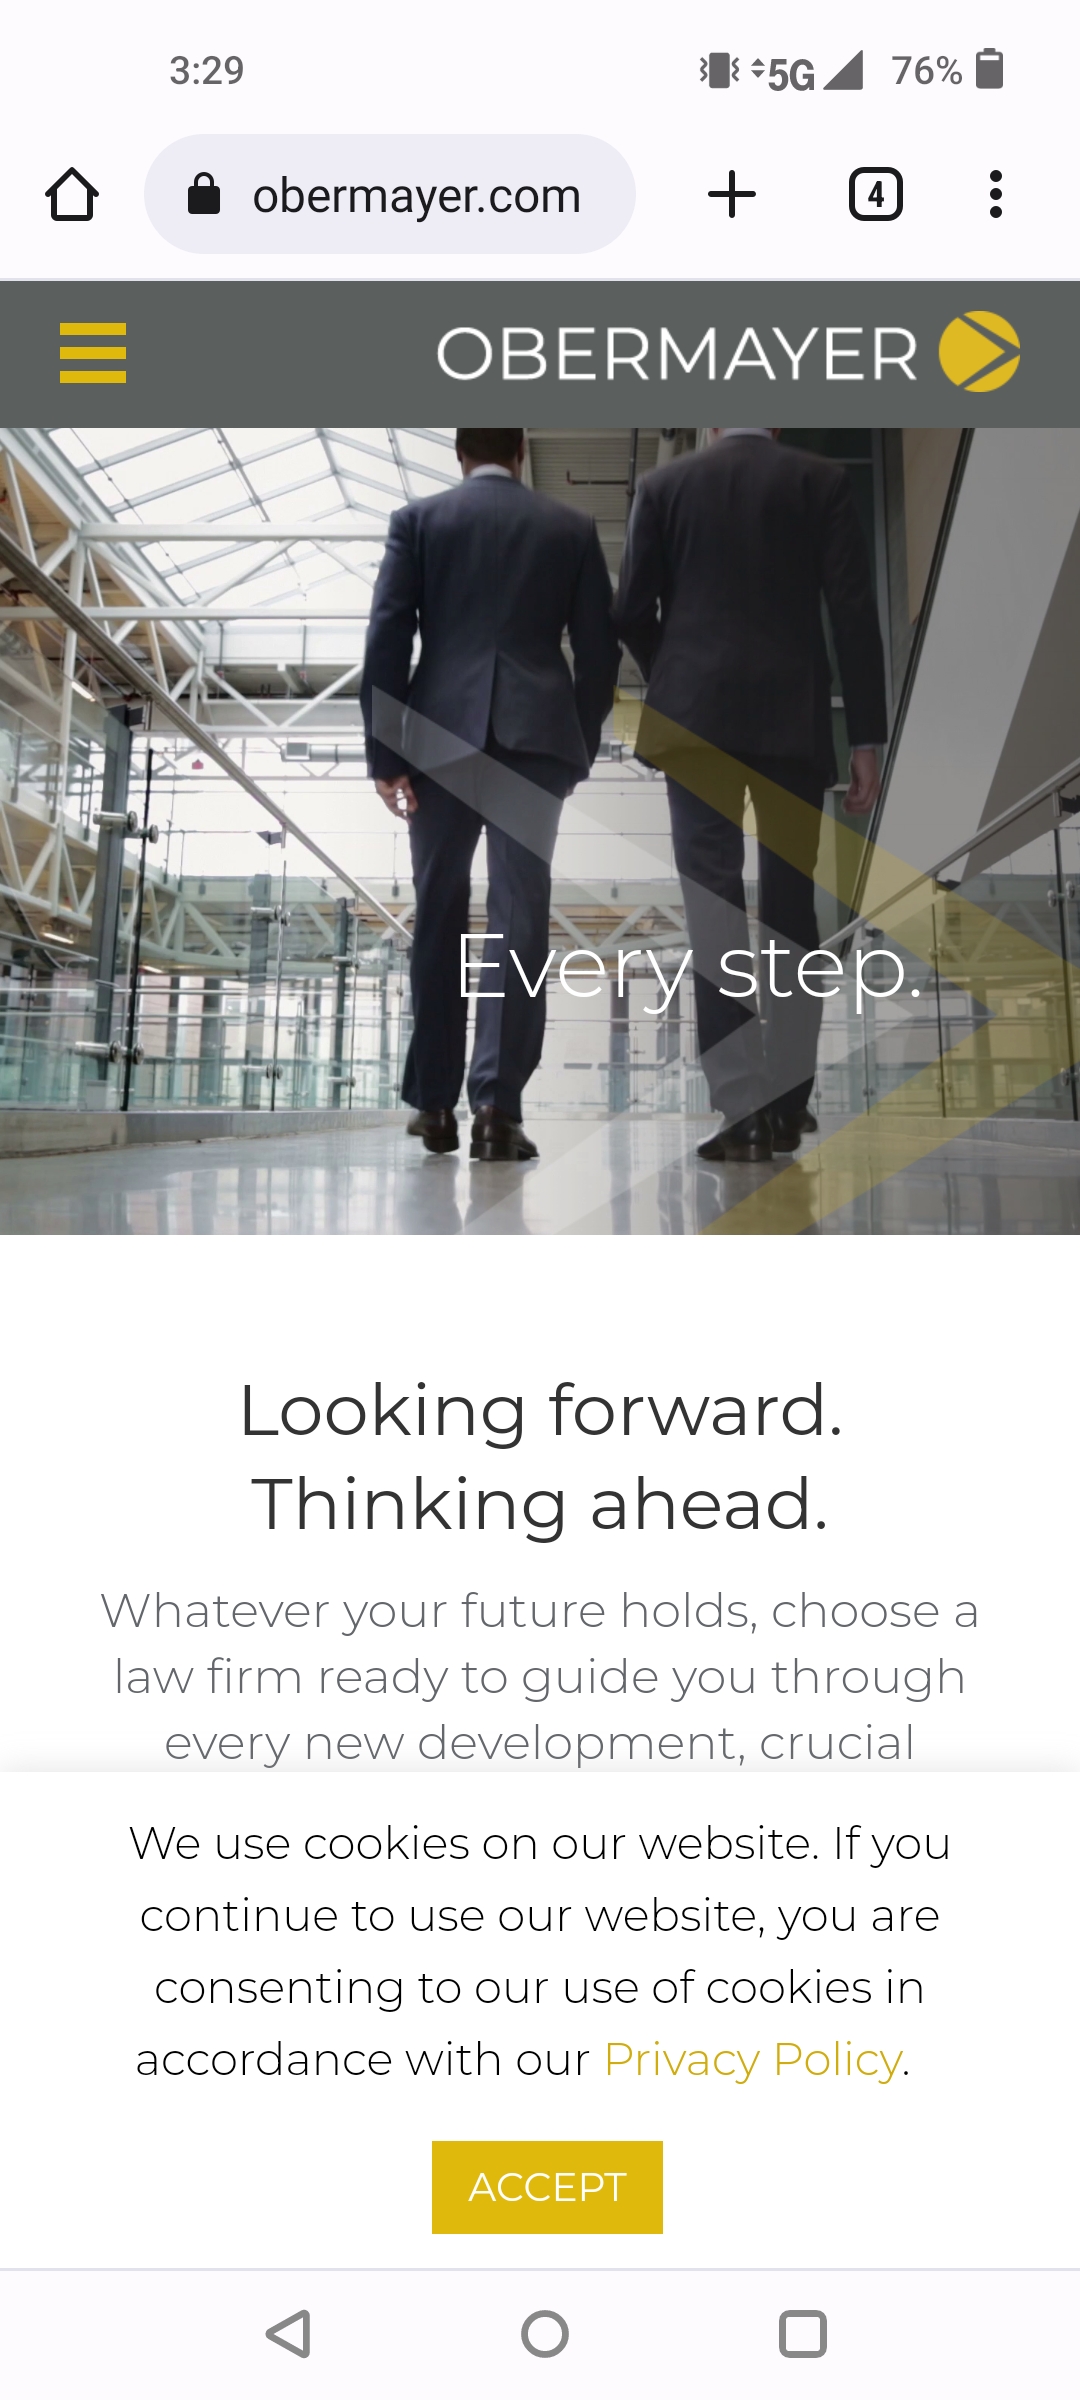 3:29
5G
76%
obermayer.com
4
OBERMAYER
Every step.
Looking forward.
Thinking ahead.
Whatever your future holds, choose a
law firm ready to guide you through
every new development, crucial
We use cookies on our website. If you
continue to use our website, you are
consenting to our use of cookies in
accordance with our Privacy Policy.
ACCEPT